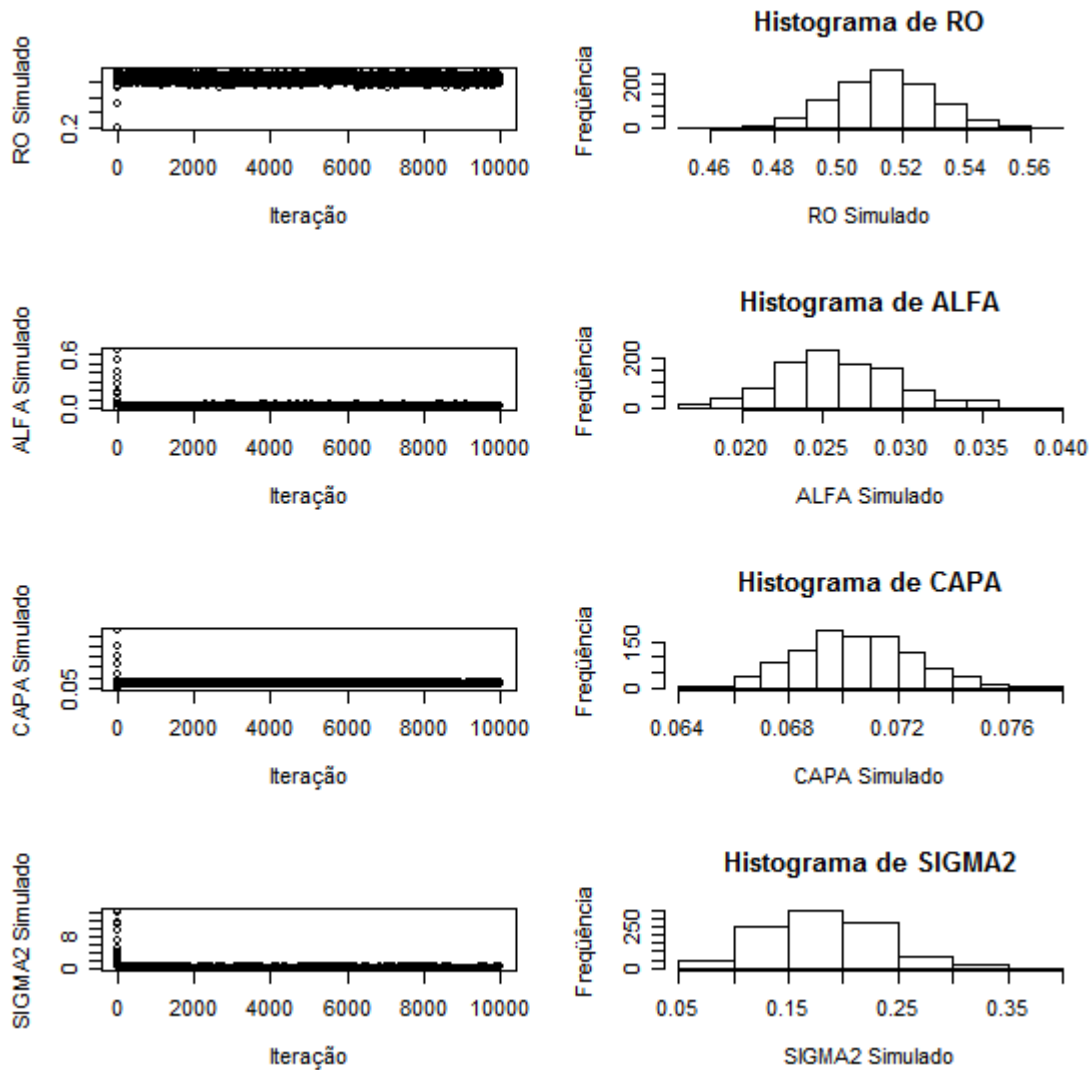 RO Simulado
0.2
0 2000 4000 6000 8000 10000
Iteração
Histograma de RO
Freqüência
0 200
0.46 0.48 0.50 0.52 0.54 0.56
RO Simulado
ALFA Simulado
0.0 0.6
0 2000 4000 6000 8000 10000
Iteração
Histograma de ALFA
Freqüência
0 200
0.020 0.025 0.030 0.035 0.040
ALFA Simulado
CAPA Simulado
0.05
0 2000 4000 6000 8000 10000
Iteração
Histograma de CAPA
Freqüência
0 150
0.064 0.068 0.072 0.076
CAPA Simulado
SIGMA2 Simulado
0 8
0 2000 4000 6000 8000 10000
Iteração
Histograma de SIGMA2
Freqüência
0 250
0.05 0.15 0.25 0.35
SIGMA2 Simulado